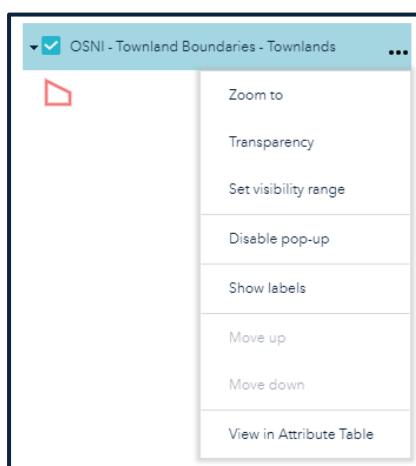 OSNI - Townland Boundaries - Townlands
Zoom to
Transparency
Set visibility range
Disable pop-up
Show labels
Move up
Move down
View in Attribute Table